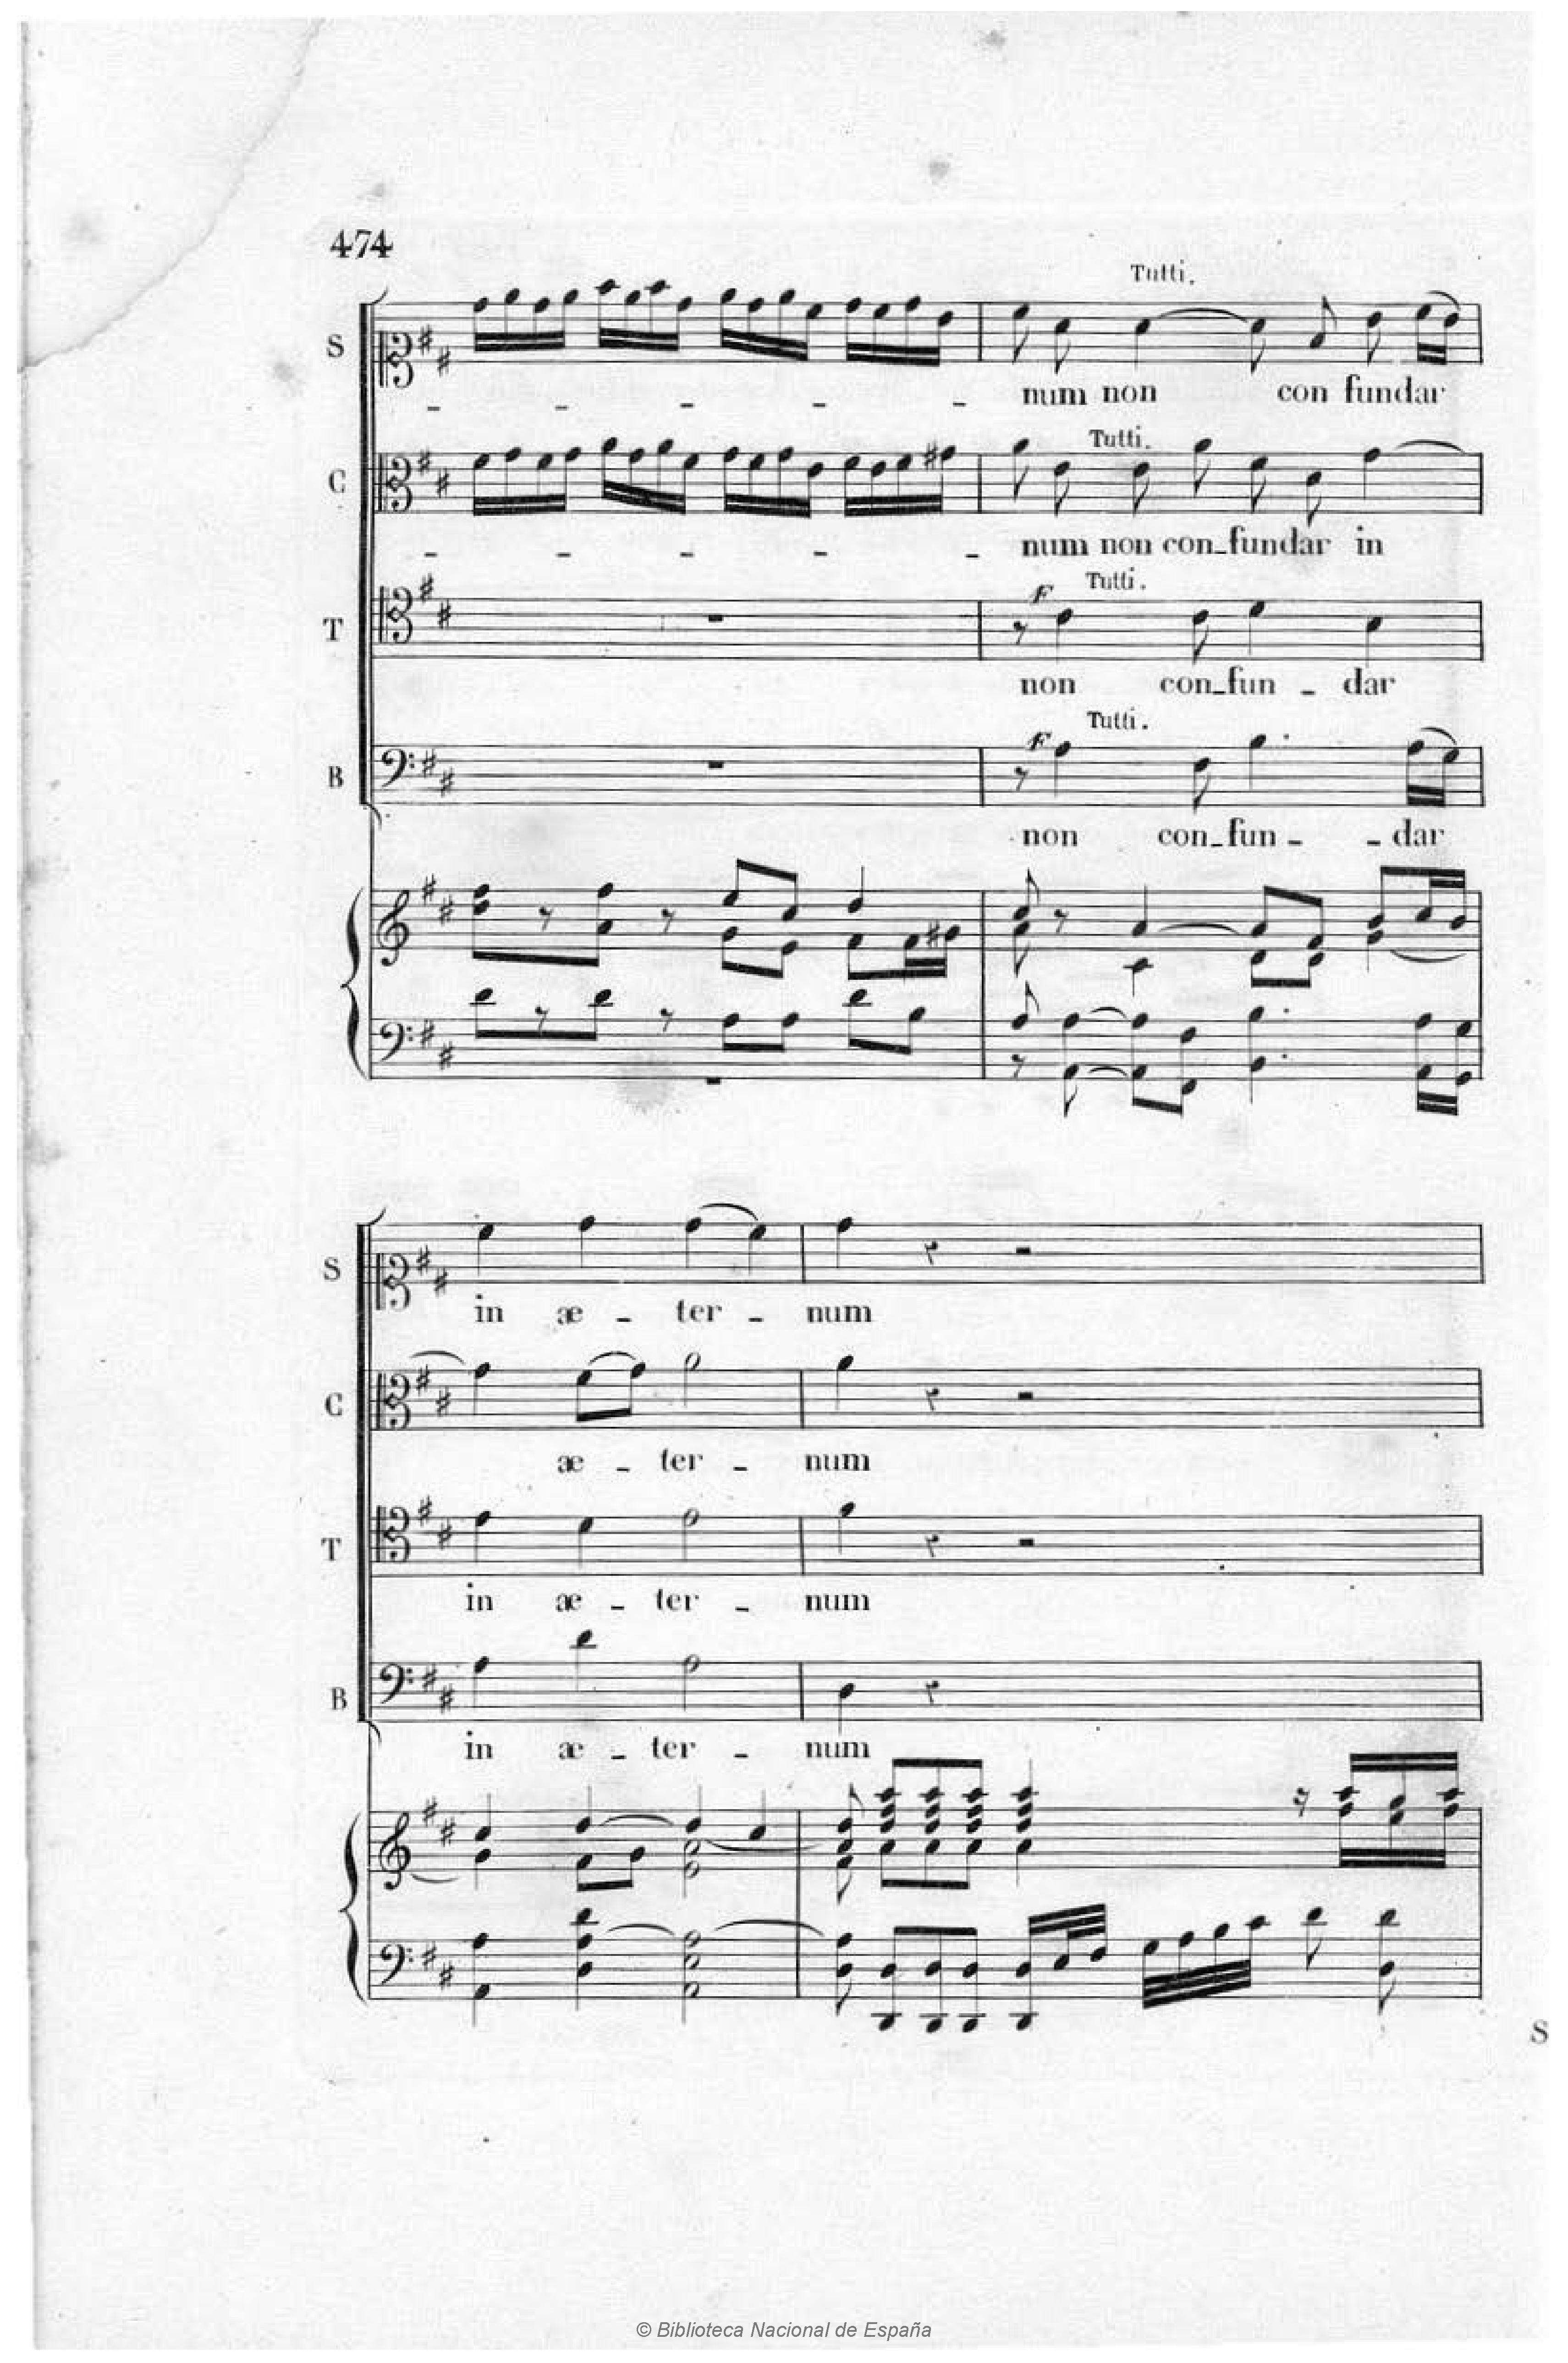 474
Tutti.
S
num non con fundar
Tutti.
C
num non con_fundar in
F Tutti.
T
non con_fun _ dar
Tutti.
F
B
non con_fun _ _ dar
S
in æ _ ter _ num
C
æ _ ter _ num
T
in æ _ ter _ num
B
in æ _ ter _ num
S
© Biblioteca Nacional de España